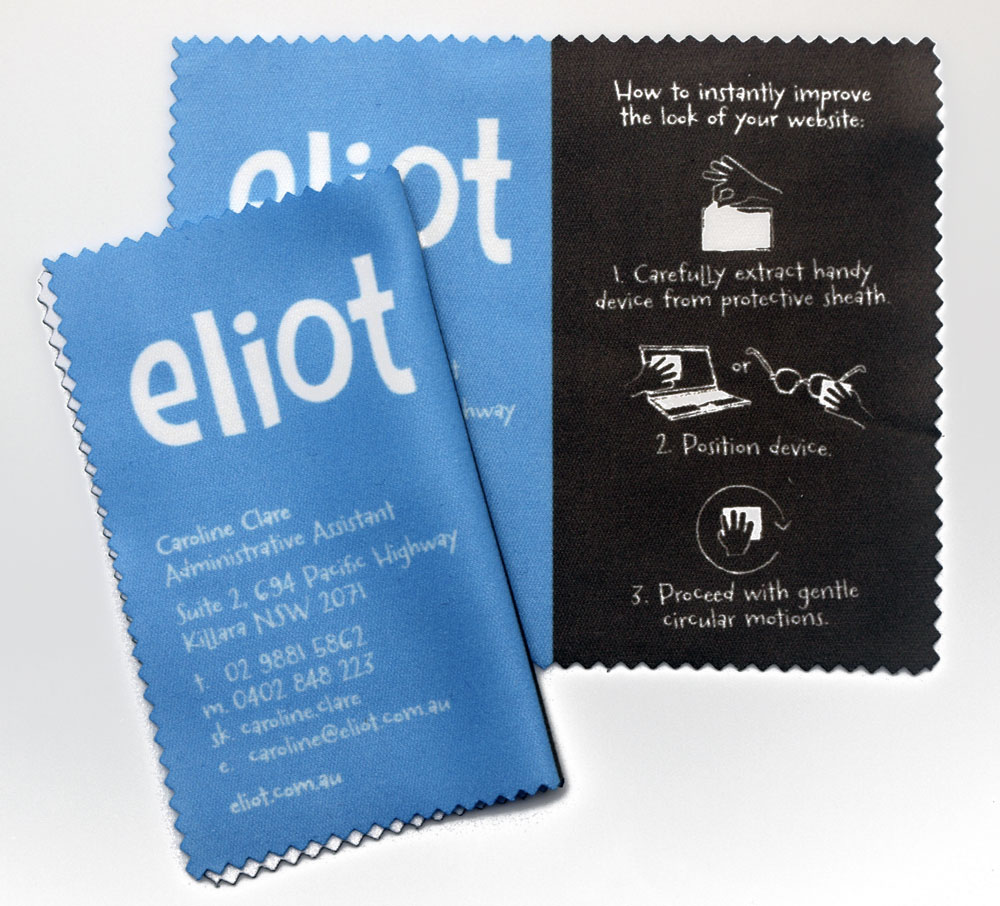 eliot
How to instantly improve
the look of your website:
1. Carefully extract handy
device from protective sheath.
or
2. Position device.
3. Proceed with gentle
circular motions.
hway
eliot
Caroline Clare
Administrative Assistant
Suite 2, 694 Pacific Highway
Killara NSW 2071
t. 02 9881 5862
m. 0402 848 223
sk caroline.clare
e. caroline@eliot.com.au
eliot.com.au